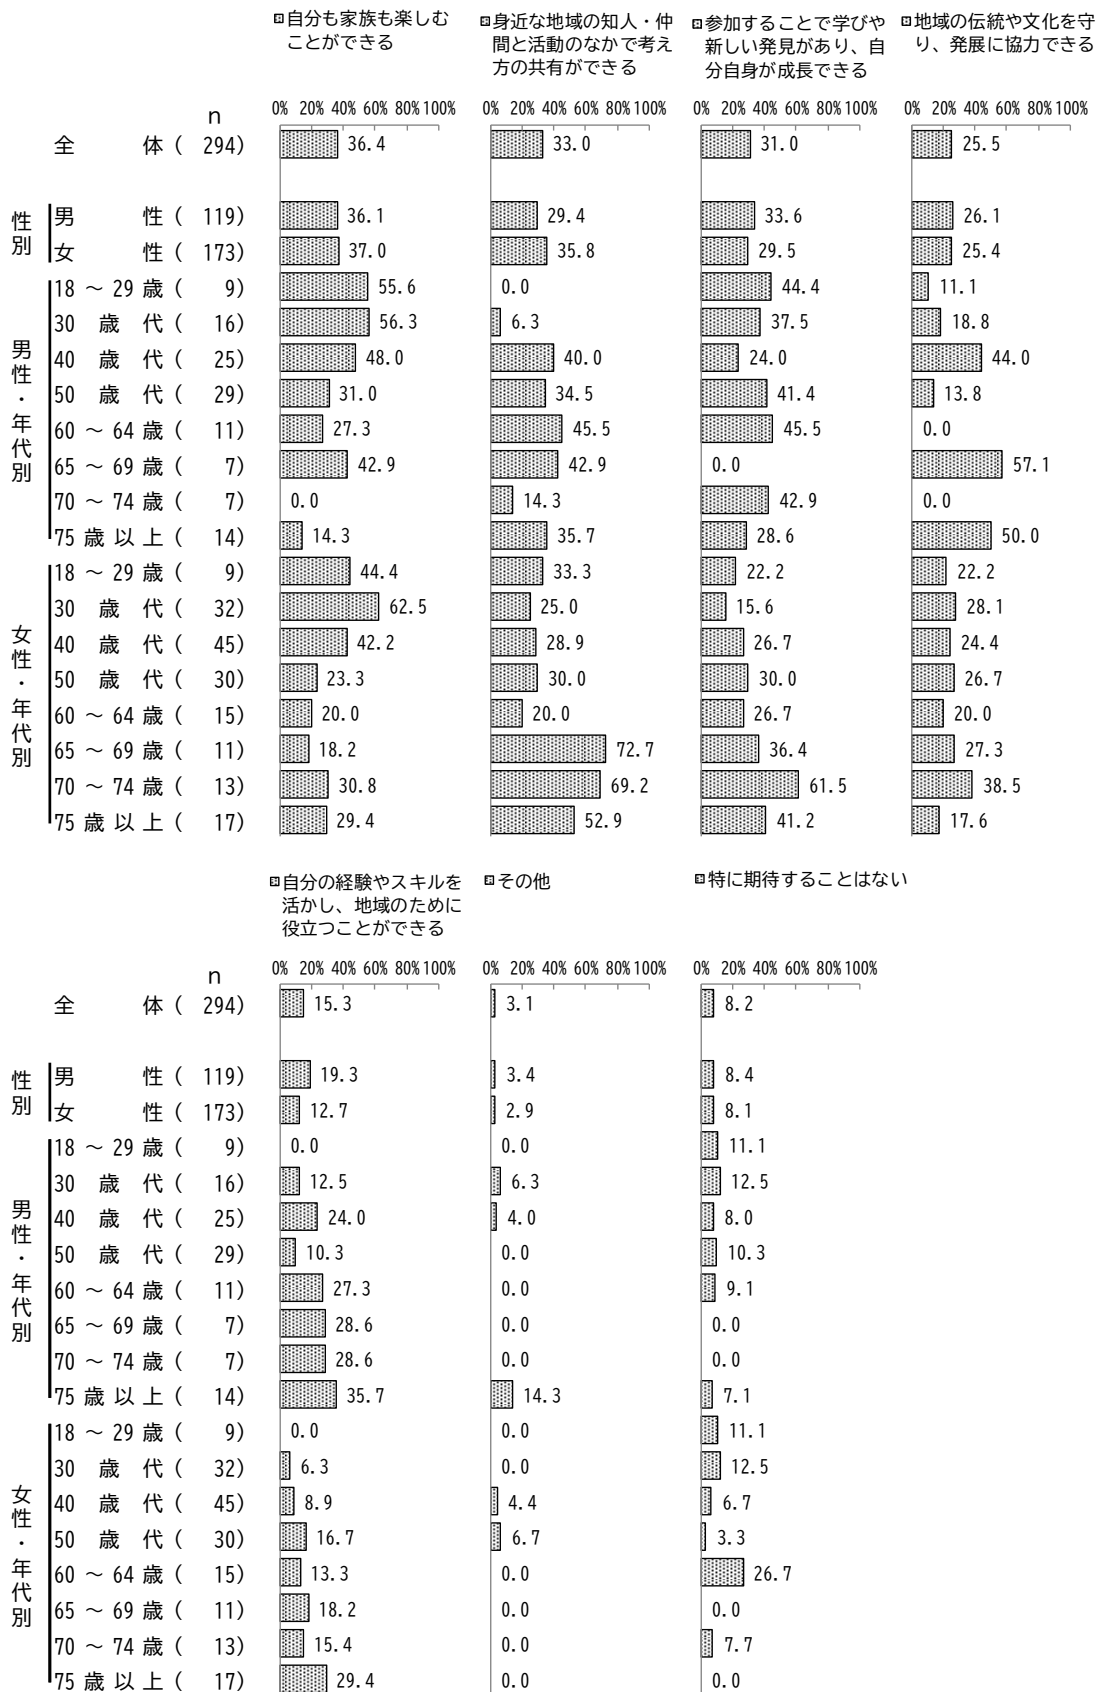 自分も家族も楽しむ
ことができる
身近な地域の知人・仲
間と活動のなかで考え
方の共有ができる
参加することで学びや
新しい発見があり、自
分自身が成長できる
地域の伝統や文化を守
り、発展に協力できる
n 0% 20% 40% 60% 80% 100% 0% 20% 40% 60% 80% 100% 0% 20% 40% 60% 80% 100% 0% 20% 40% 60% 80% 100%
全体 ( 294) 36.4 33.0 31.0 25.5
性別
男性 ( 119) 36.1 29.4 33.6 26.1
女性 ( 173) 37.0 35.8 29.5 25.4
男性・年代別
18 ～ 29 歳 ( 9) 55.6 0.0 44.4 11.1
30 歳代 ( 16) 56.3 6.3 37.5 18.8
40 歳代 ( 25) 48.0 40.0 24.0 44.0
50 歳代 ( 29) 31.0 34.5 41.4 13.8
60 ～ 64 歳 ( 11) 27.3 45.5 45.5 0.0
65 ～ 69 歳 ( 7) 42.9 42.9 0.0 57.1
70 ～ 74 歳 ( 7) 0.0 14.3 42.9 0.0
75 歳以上 ( 14) 14.3 35.7 28.6 50.0
女性・年代別
18 ～ 29 歳 ( 9) 44.4 33.3 22.2 22.2
30 歳代 ( 32) 62.5 25.0 15.6 28.1
40 歳代 ( 45) 42.2 28.9 26.7 24.4
50 歳代 ( 30) 23.3 30.0 30.0 26.7
60 ～ 64 歳 ( 15) 20.0 20.0 26.7 20.0
65 ～ 69 歳 ( 11) 18.2 72.7 36.4 27.3
70 ～ 74 歳 ( 13) 30.8 69.2 61.5 38.5
75 歳以上 ( 17) 29.4 52.9 41.2 17.6
自分の経験やスキルを
活かし、地域のために
役立つことができる
その他
特に期待することはない
n 0% 20% 40% 60% 80% 100% 0% 20% 40% 60% 80% 100% 0% 20% 40% 60% 80% 100%
全体 ( 294) 15.3 3.1 8.2
性別
男性 ( 119) 19.3 3.4 8.4
女性 ( 173) 12.7 2.9 8.1
男性・年代別
18 ～ 29 歳 ( 9) 0.0 0.0 11.1
30 歳代 ( 16) 12.5 6.3 12.5
40 歳代 ( 25) 24.0 4.0 8.0
50 歳代 ( 29) 10.3 0.0 10.3
60 ～ 64 歳 ( 11) 27.3 0.0 9.1
65 ～ 69 歳 ( 7) 28.6 0.0 0.0
70 ～ 74 歳 ( 7) 28.6 0.0 0.0
75 歳以上 ( 14) 35.7 14.3 7.1
女性・年代別
18 ～ 29 歳 ( 9) 0.0 0.0 11.1
30 歳代 ( 32) 6.3 0.0 12.5
40 歳代 ( 45) 8.9 4.4 6.7
50 歳代 ( 30) 16.7 6.7 3.3
60 ～ 64 歳 ( 15) 13.3 0.0 26.7
65 ～ 69 歳 ( 11) 18.2 0.0 0.0
70 ～ 74 歳 ( 13) 15.4 0.0 7.7
75 歳以上 ( 17) 29.4 0.0 0.0